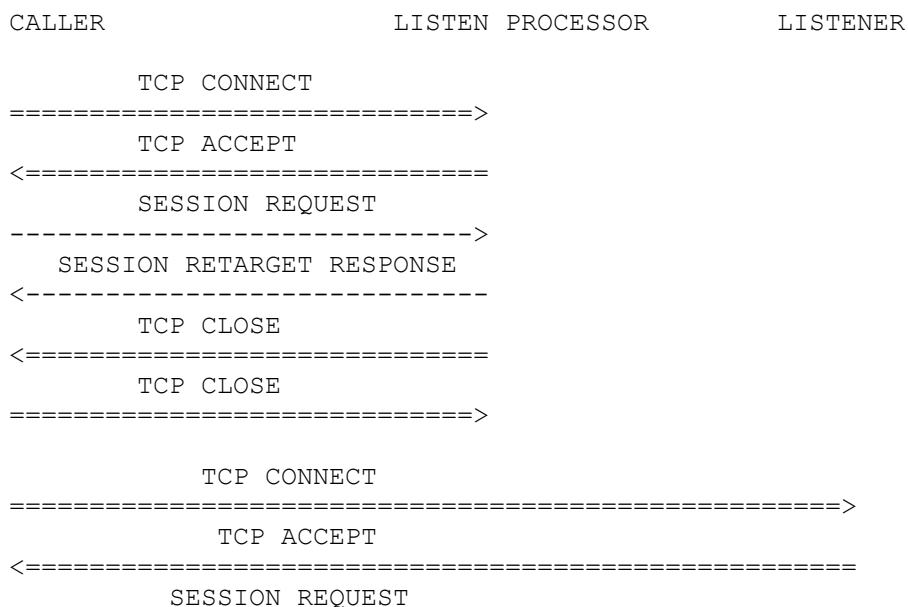 CALLER                  LISTEN PROCESSOR        LISTENER
        TCP CONNECT
=============================>
        TCP ACCEPT
<=============================
        SESSION REQUEST
----------------------------->
   SESSION RETARGET RESPONSE
<-----------------------------
        TCP CLOSE
<=============================
        TCP CLOSE
=============================>
            TCP CONNECT
====================================================>
             TCP ACCEPT
<====================================================
          SESSION REQUEST